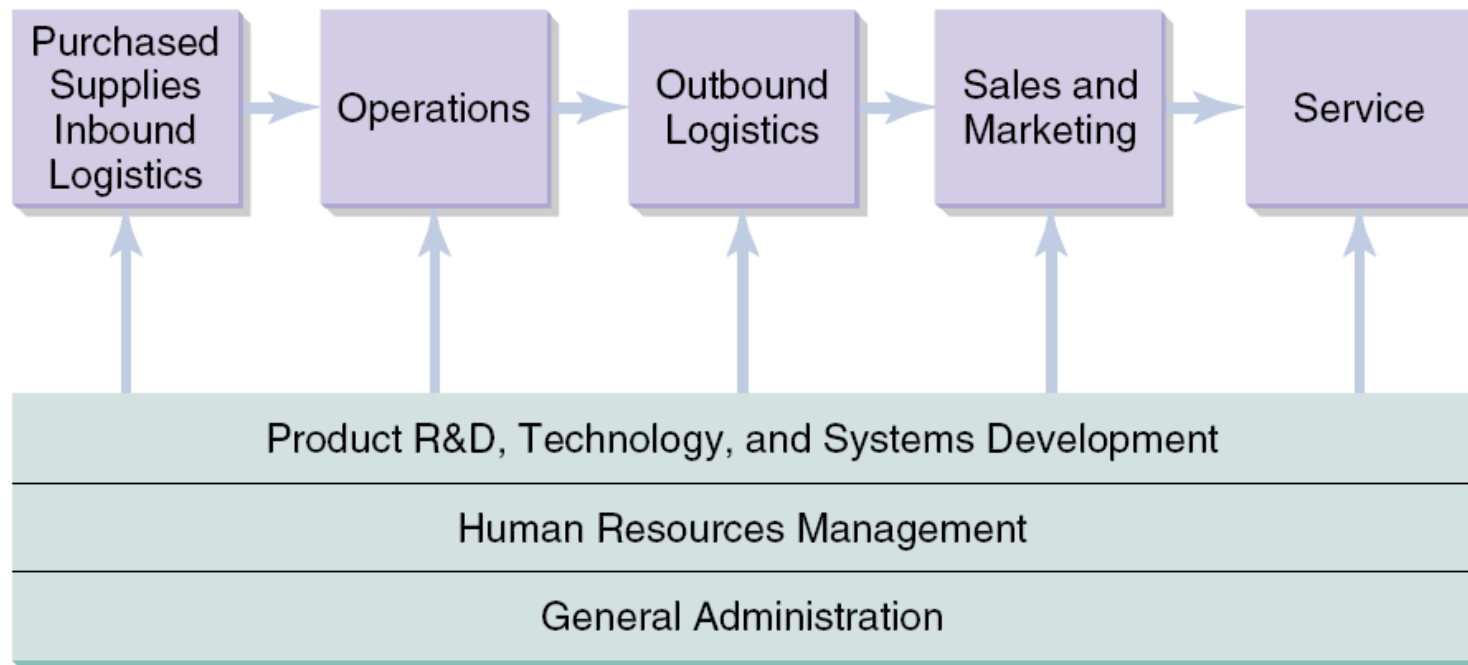 Purchased
Supplies
Inbound
Logistics
Operations
Outbound
Logistics
Sales and
Marketing
Service
Product R&D, Technology, and Systems Development
Human Resources Management
General Administration